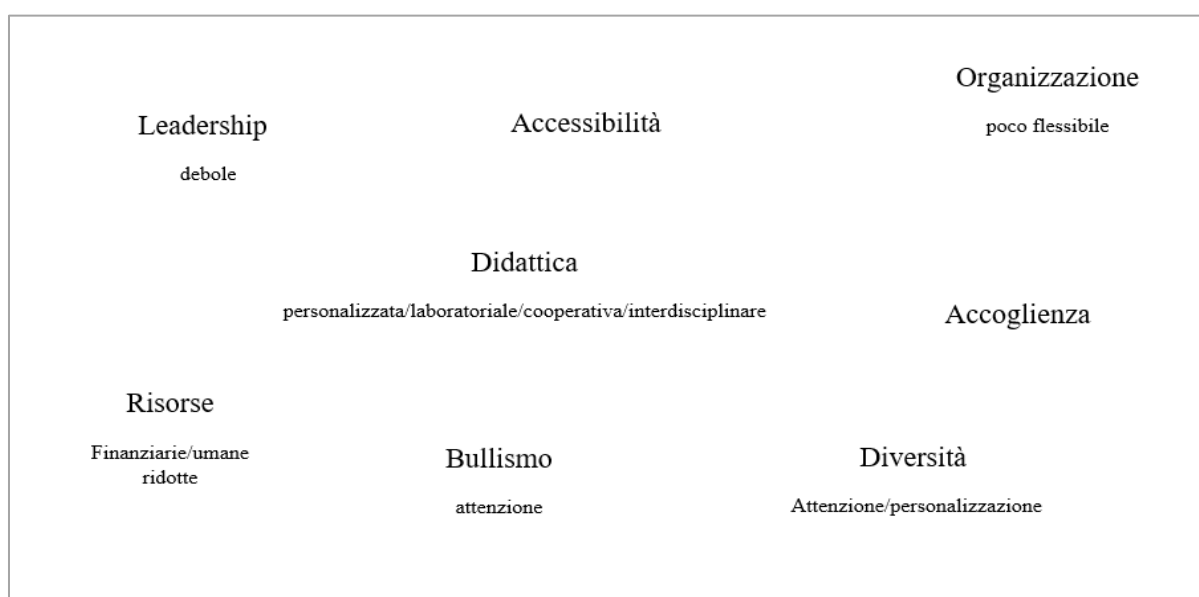 Organizzazione
poco flessibile
Leadership
debole
Accessibilità
Didattica
personalizzata/laboratoriale/cooperativa/interdisciplinare
Accoglienza
Risorse
Finanziarie/umane
ridotte
Bullismo
attenzione
Diversità
Attenzione/personalizzazione